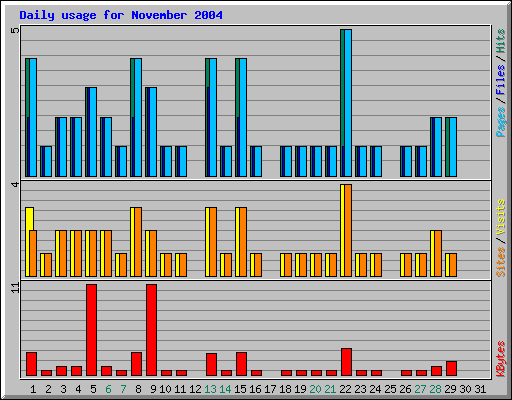 Daily usage for November 2004
5
Pages/Files/Hits
4
Sites/Visits
11
KBytes
1 2 3 4 5 6 7 8 9 10 11 12 13 14 15 16 17 18 19 20 21 22 23 24 25 26 27 28 29 30 31